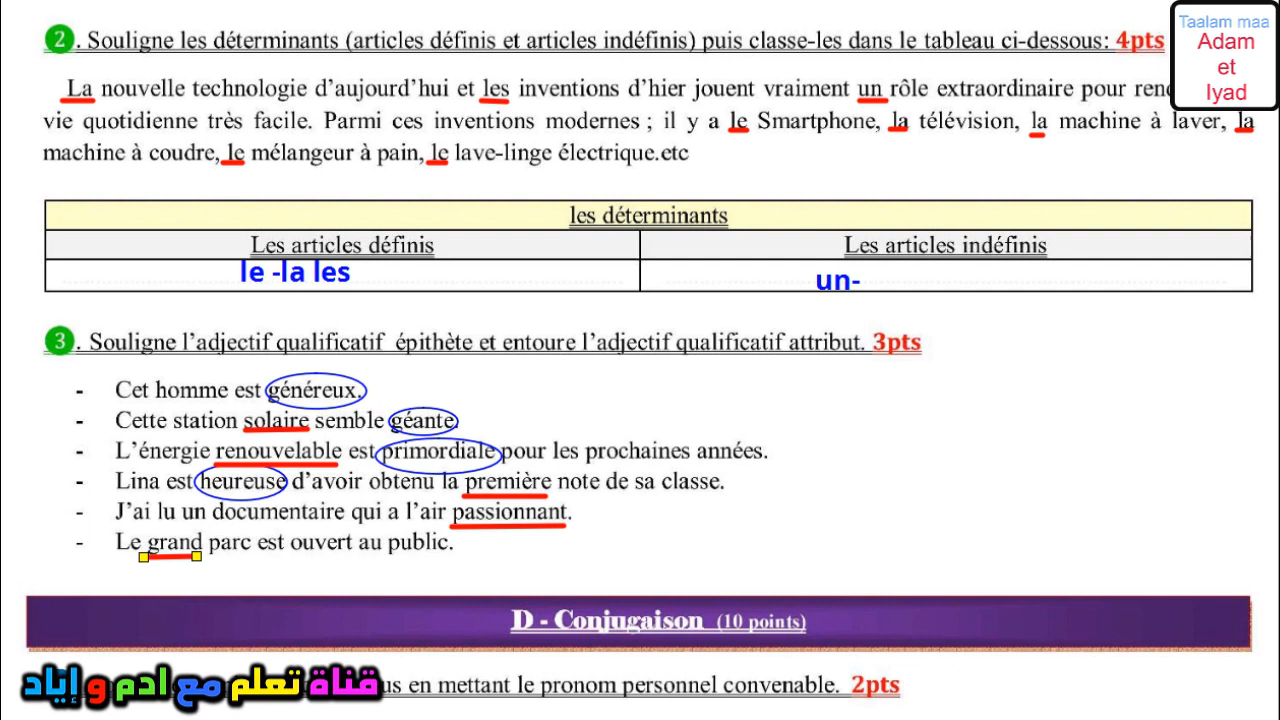 Taalam maa
Adam
et
Iyad
2. Souligne les déterminants (articles définis et articles indéfinis) puis classe-les dans le tableau ci-dessous: 4pts
La nouvelle technologie d’aujourd’hui et les inventions d’hier jouent vraiment un rôle extraordinaire pour
vie quotidienne très facile. Parmi ces inventions modernes ; il y a le Smartphone, la télévision, la machine à laver, la
machine à coudre, le mélangeur à pain, le lave-linge électrique.etc
les déterminants
Les articles définis Les articles indéfinis
le -la les un-
3. Souligne l’adjectif qualificatif épithète et entoure l’adjectif qualificatif attribut. 3pts
- Cet homme est généreux.
- Cette station solaire semble géante.
- L’énergie renouvelable est primordiale pour les prochaines années.
- Lina est heureuse d’avoir obtenu la première note de sa classe.
- J’ai lu un documentaire qui a l’air passionnant.
- Le grand parc est ouvert au public.
D - Conjugaison (10 points)
en mettant le pronom personnel convenable. 2pts
قناة تعلم مع ادم و إياد